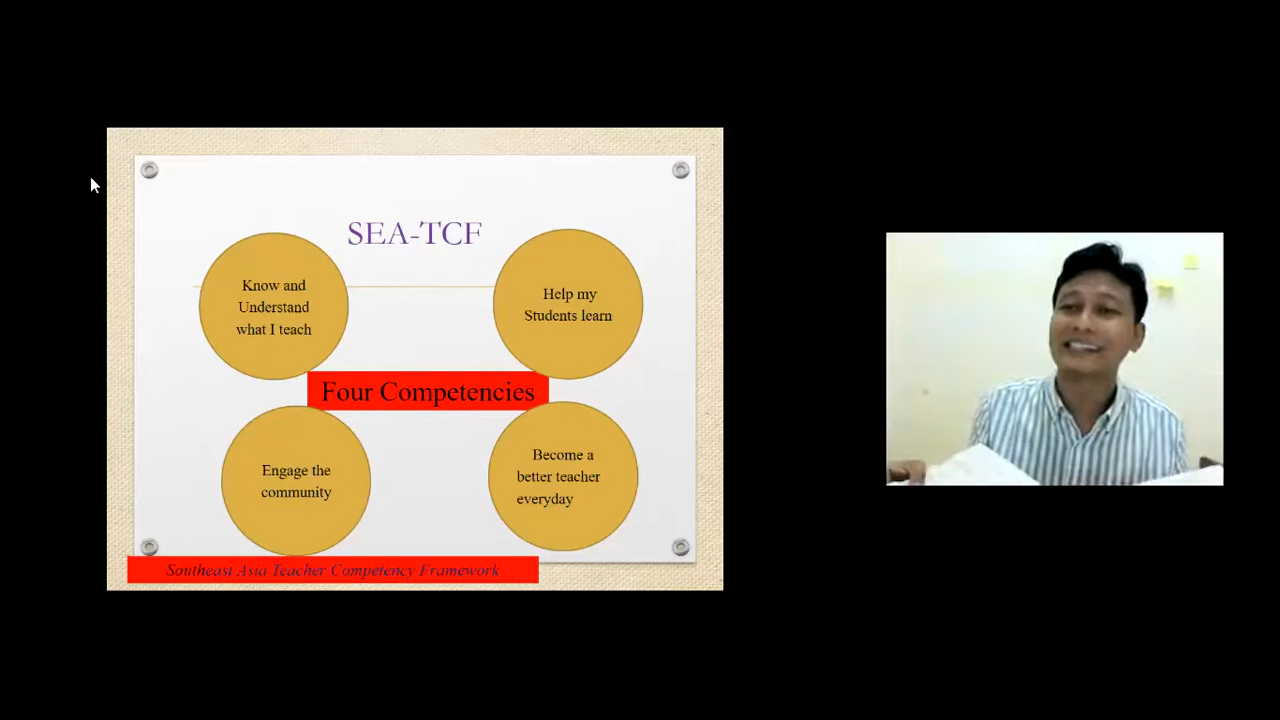 SEA-TCF
Know and
Understand
what I teach
Help my
Students learn
Four Competencies
Engage the
community
Become a
better teacher
everyday
Southeast Asia Teacher Competency Framework